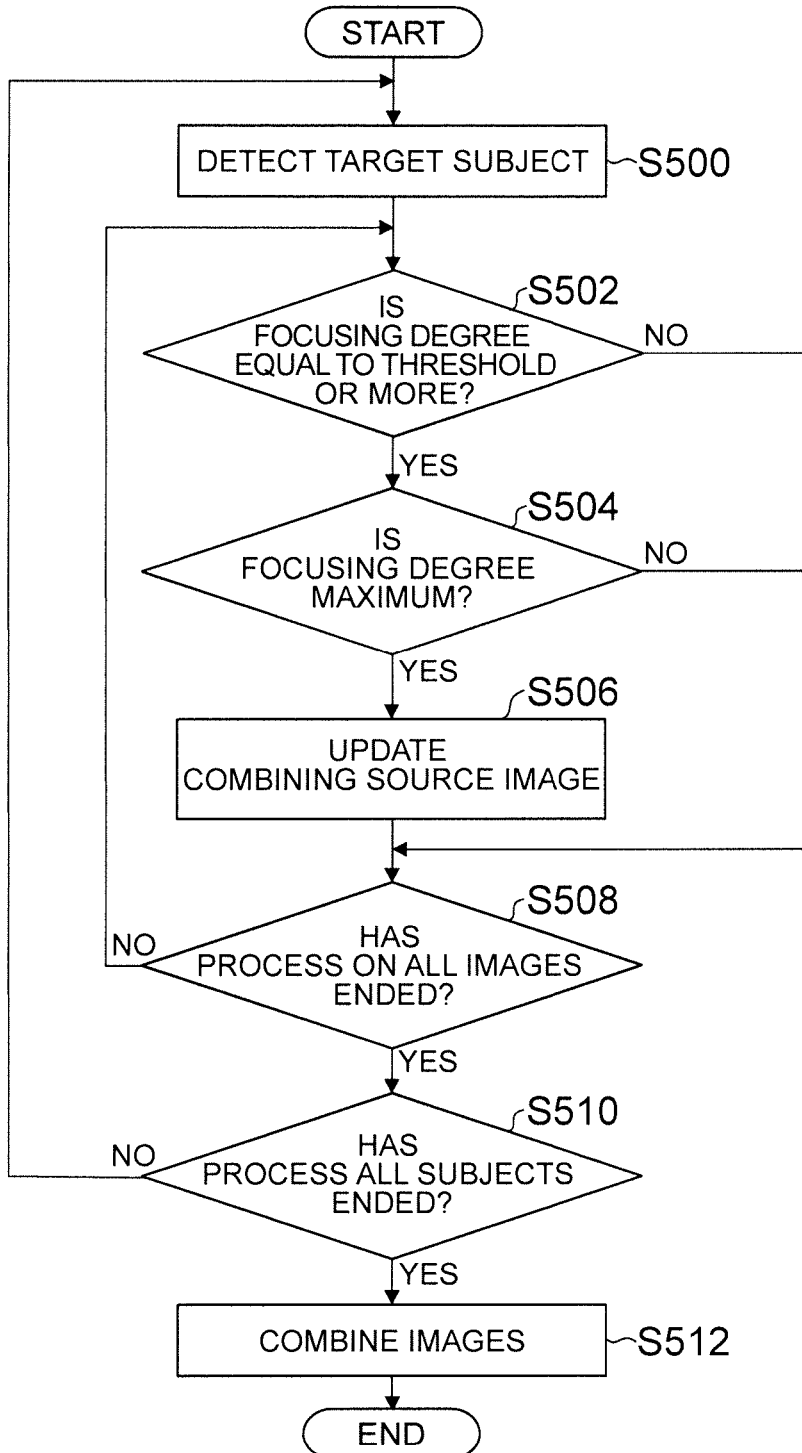 START
DETECT TARGET SUBJECT
S500
S502
IS
FOCUSING DEGREE
EQUAL TO THRESHOLD
OR MORE?
NO
YES
S504
IS
FOCUSING DEGREE
MAXIMUM?
NO
YES
S506
UPDATE
COMBINING SOURCE IMAGE
S508
NO
HAS
PROCESS ON ALL IMAGES
ENDED?
YES
S510
NO
HAS
PROCESS ALL SUBJECTS
ENDED?
YES
COMBINE IMAGES
S512
END